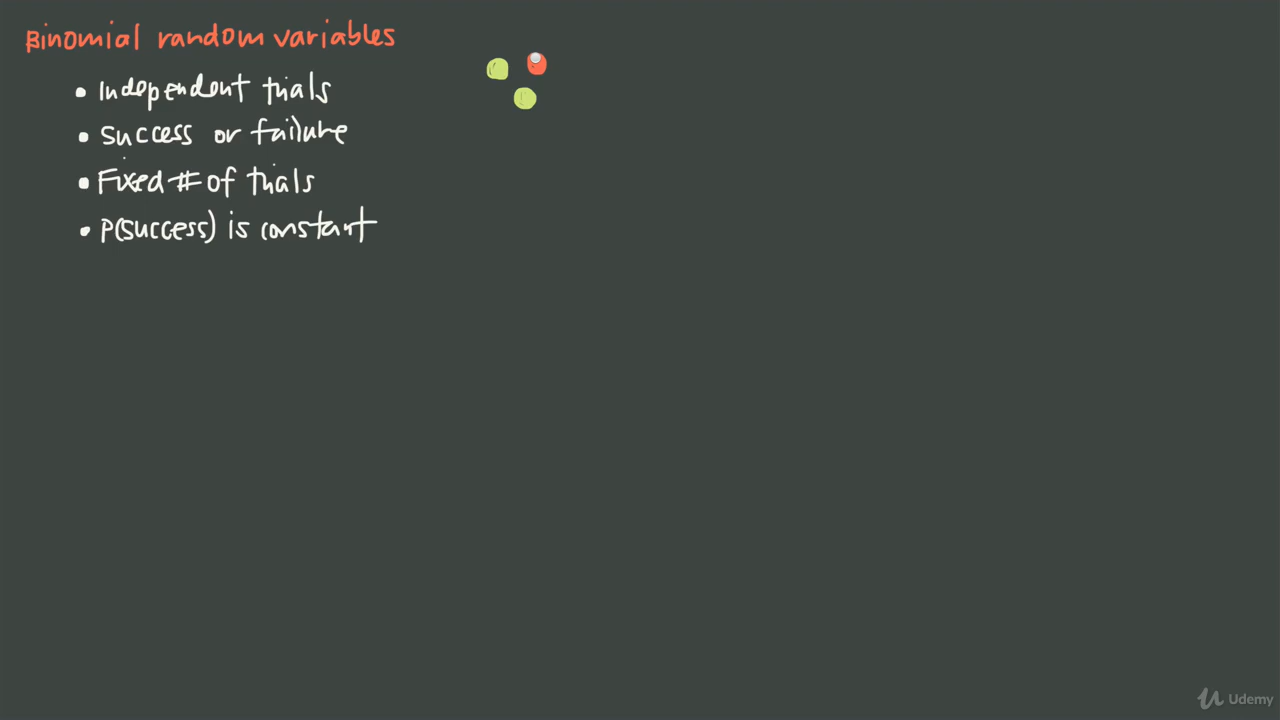 Binomial random variables
• Independent trials
• Success or failure
• Fixed # of trials
• P(success) is constant
Udemy